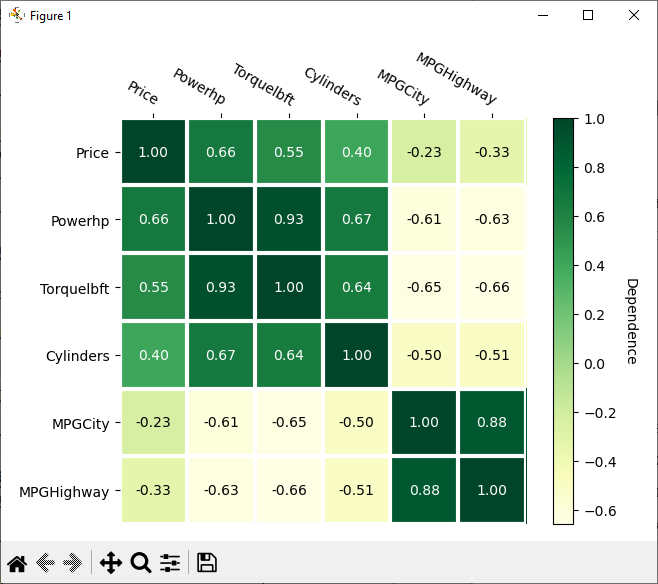 Figure 1
Price Powerhp Torquelbft Cylinders MPGCity MPGHighway
Price 1.00 0.66 0.55 0.40 -0.23 -0.33
Powerhp 0.66 1.00 0.93 0.67 -0.61 -0.63
Torquelbft 0.55 0.93 1.00 0.64 -0.65 -0.66
Cylinders 0.40 0.67 0.64 1.00 -0.50 -0.51
MPGCity -0.23 -0.61 -0.65 -0.50 1.00 0.88
MPGHighway -0.33 -0.63 -0.66 -0.51 0.88 1.00
1.0
0.8
0.6
0.4
0.2
0.0
−0.2
−0.4
−0.6
Dependence